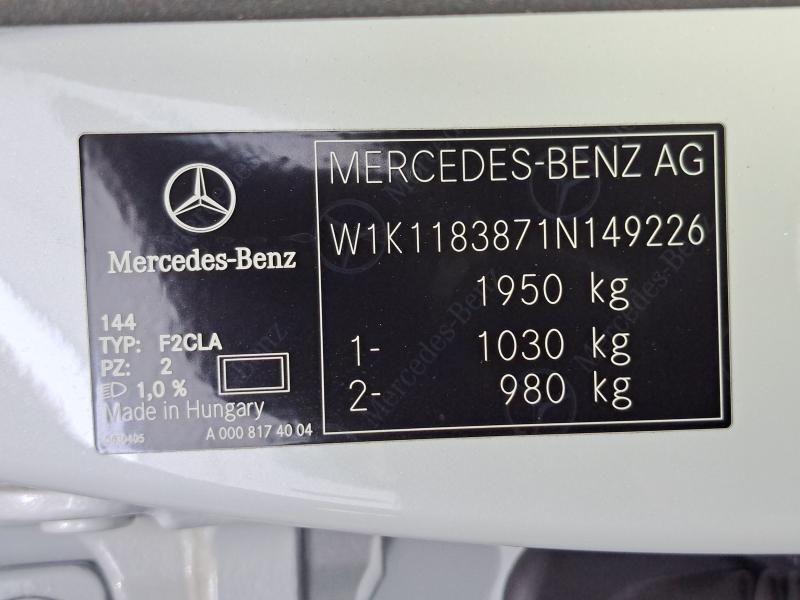 Mercedes-Benz
144
TYP: F2CLA
PZ: 2
1,0 %
Made in Hungary
A 000 817 40 04
MERCEDES-BENZ AG
W1K1183871N149226
1950 kg
1- 1030 kg
2- 980 kg